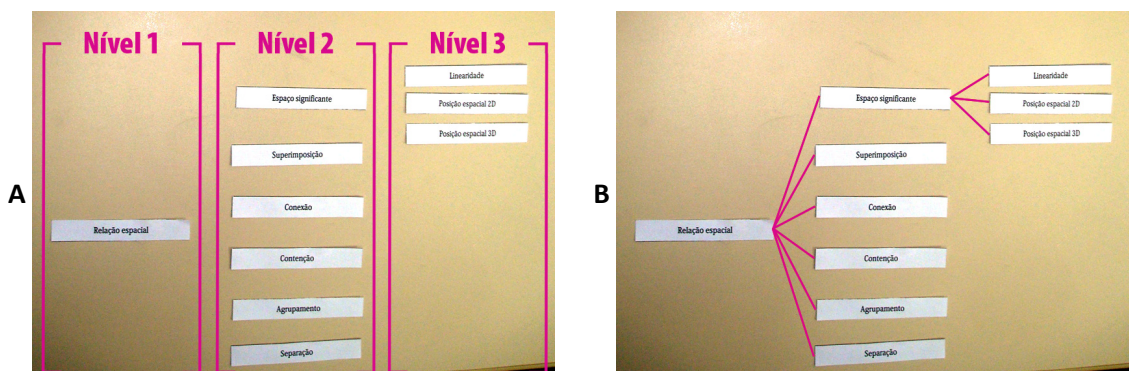 A
Nível 1
Nível 2
Nível 3
Relação espacial
Espaço significante
Superimposição
Conexão
Contenção
Agrupamento
Separação
Linearidade
Posição espacial 2D
Posição espacial 3D
B
Relação espacial
Espaço significante
Superimposição
Conexão
Contenção
Agrupamento
Separação
Linearidade
Posição espacial 2D
Posição espacial 3D